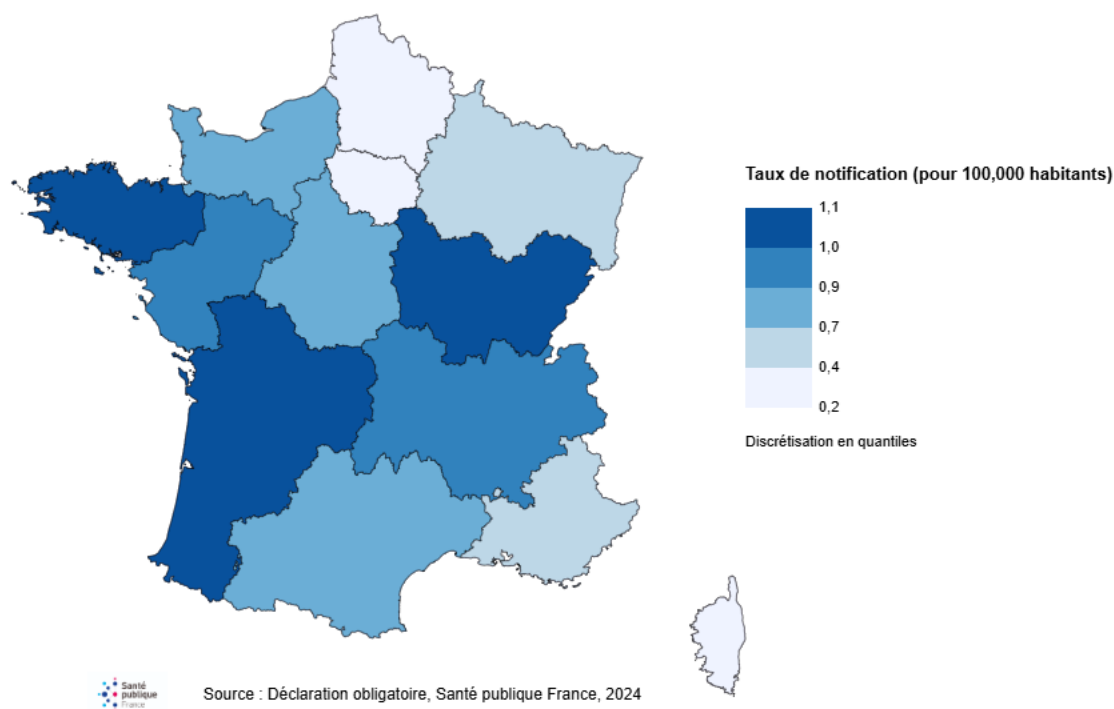 Taux de notification (pour 100,000 habitants)
1,1
1,0
0,9
0,7
0,4
0,2
Discrétisation en quantiles
Santé
publique
France
Source : Déclaration obligatoire, Santé publique France, 2024